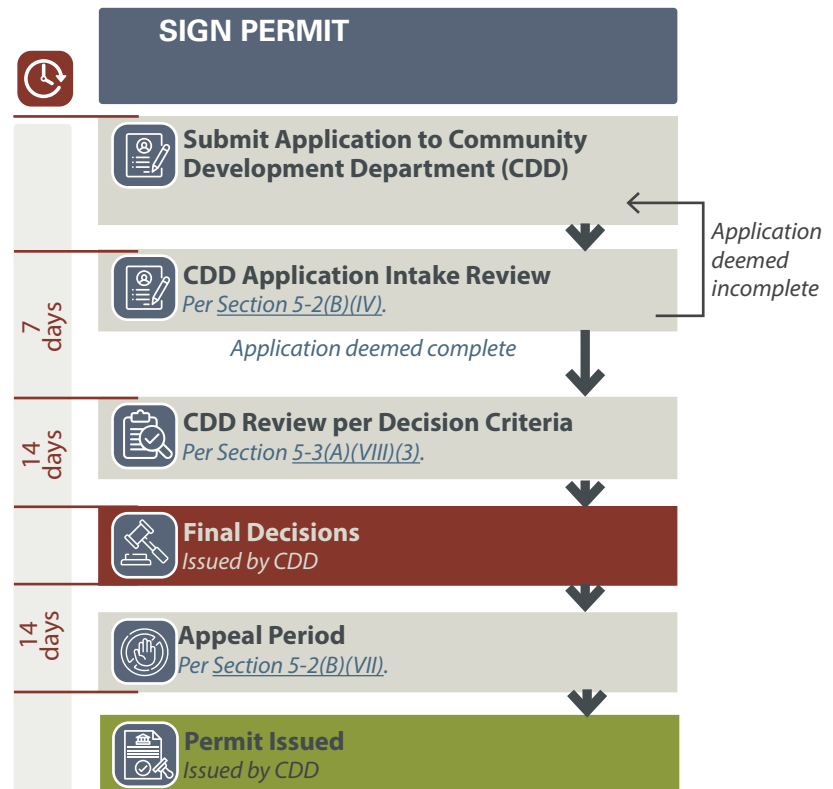 SIGN PERMIT
Submit Application to Community
Development Department (CDD)
Application
deemed
incomplete
CDD Application Intake Review
Per Section 5-2(B)(IV).
7
days
Application deemed complete
CDD Review per Decision Criteria
Per Section 5-3(A)(VIII)(3).
14
days
Final Decisions
Issued by CDD
14
days
Appeal Period
Per Section 5-2(B)(VII).
Permit Issued
Issued by CDD